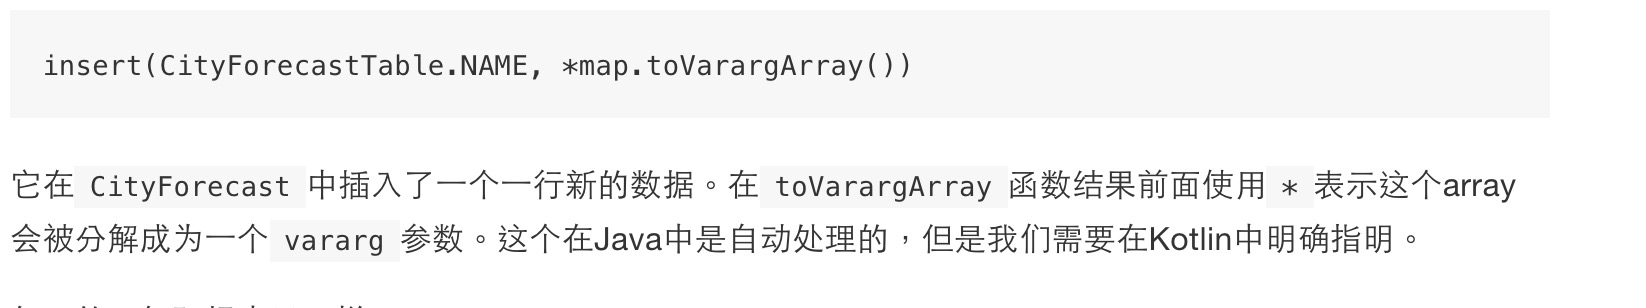 insert(CityForecastTable.NAME, *map.toVarargArray())
它在 CityForecast 中插入了一个一行新的数据。在 toVarargArray 函数结果前面使用 * 表示这个array
会被分解成为一个 vararg 参数。这个在Java中是自动处理的，但是我们需要在Kotlin中明确指明。